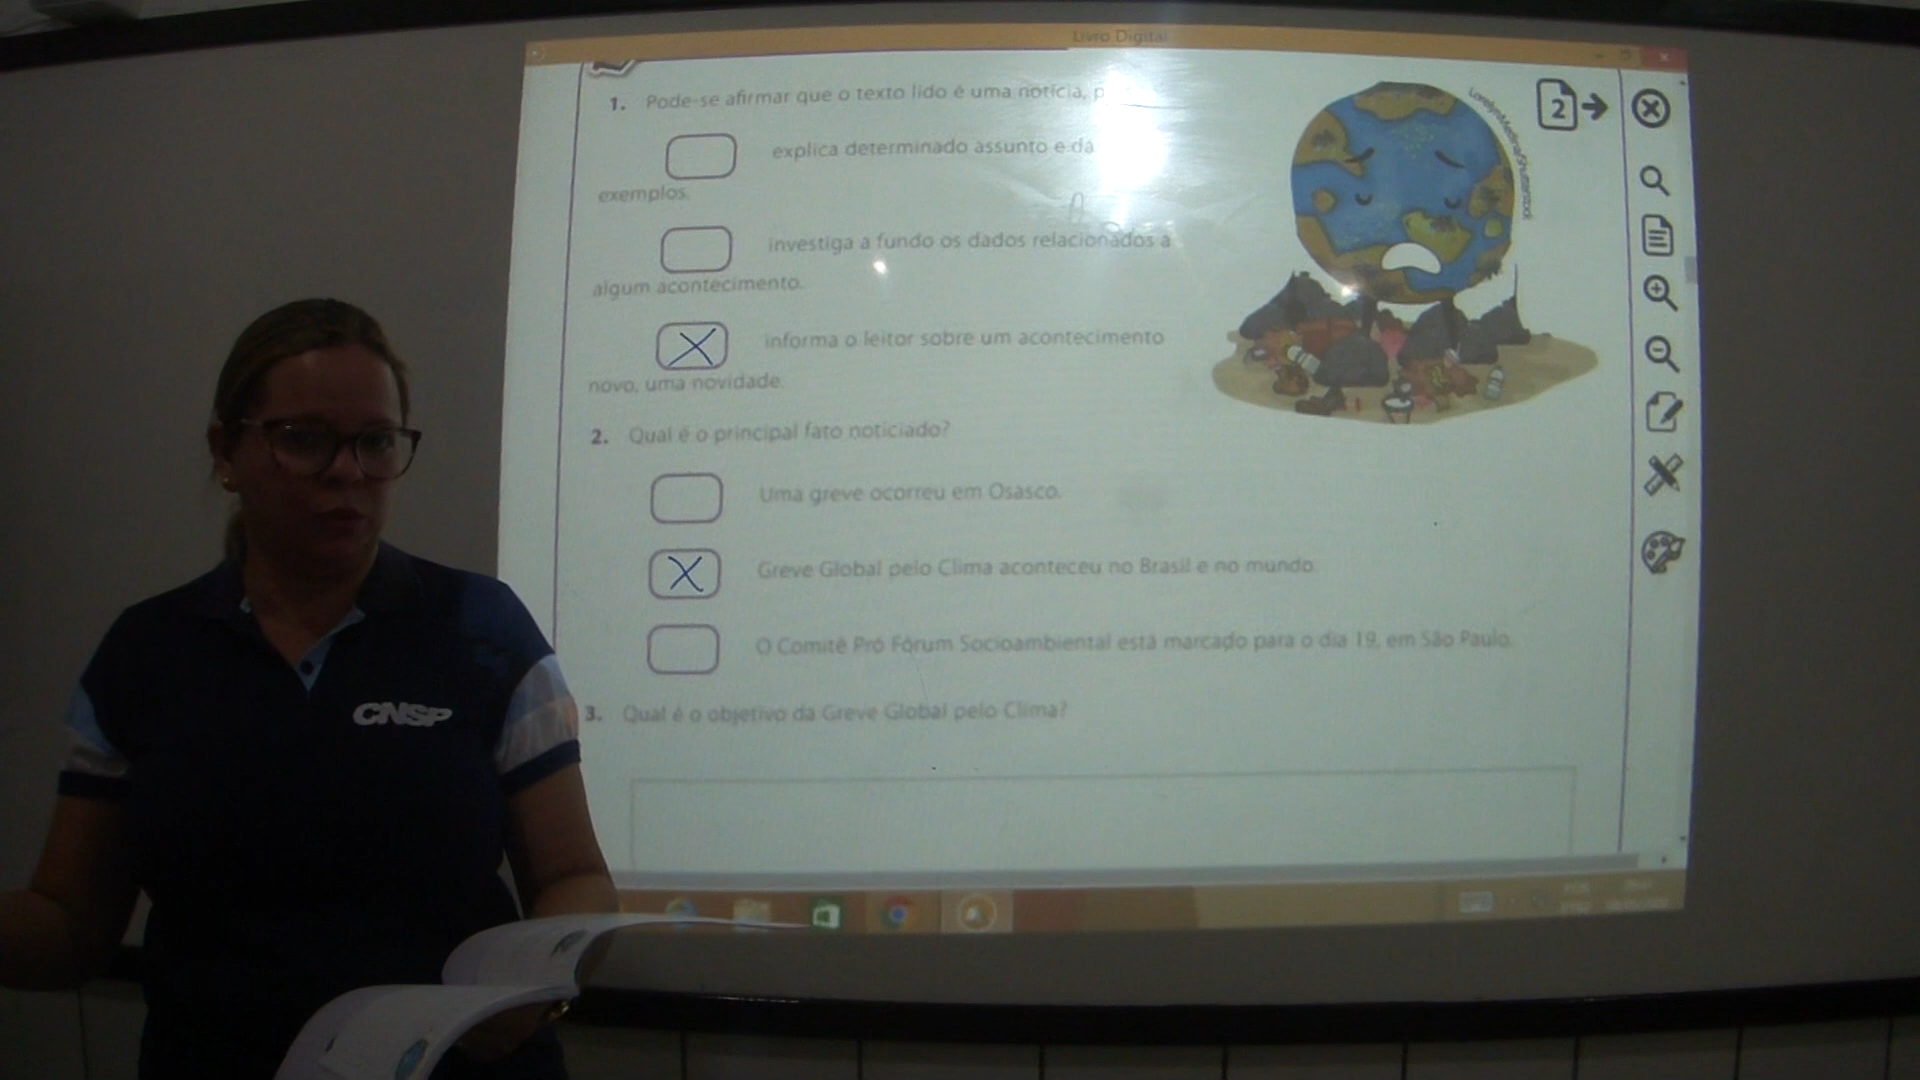 Livro Digital
1. Pode-se afirmar que o texto lido é uma notícia, p
explica determinado assunto e dá
exemplos.
investiga a fundo os dados relacionados a
algum acontecimento.
X informa o leitor sobre um acontecimento
novo, uma novidade.
2. Qual é o principal fato noticiado?
Uma greve ocorreu em Osasco.
X Greve Global pelo Clima aconteceu no Brasil e no mundo.
O Comitê Pró Fórum Socioambiental está marcado para o dia 19, em São Paulo.
3. Qual é o objetivo da Greve Global pelo Clima?
2
CNSP